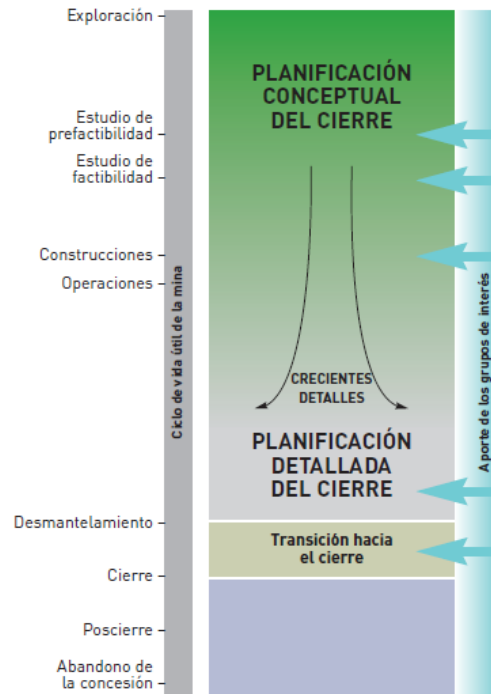 Exploración
PLANIFICACIÓN
CONCEPTUAL
DEL CIERRE
Estudio de
prefactibilidad
Estudio de
factibilidad
Construcciones
Operaciones
Ciclo de vida útil de la mina
Aporte de los grupos de interés
CRECIENTES
DETALLES
PLANIFICACIÓN
DETALLADA
DEL CIERRE
Desmantelamiento
Transición hacia
el cierre
Cierre
Poscierre
Abandono de
la concesión